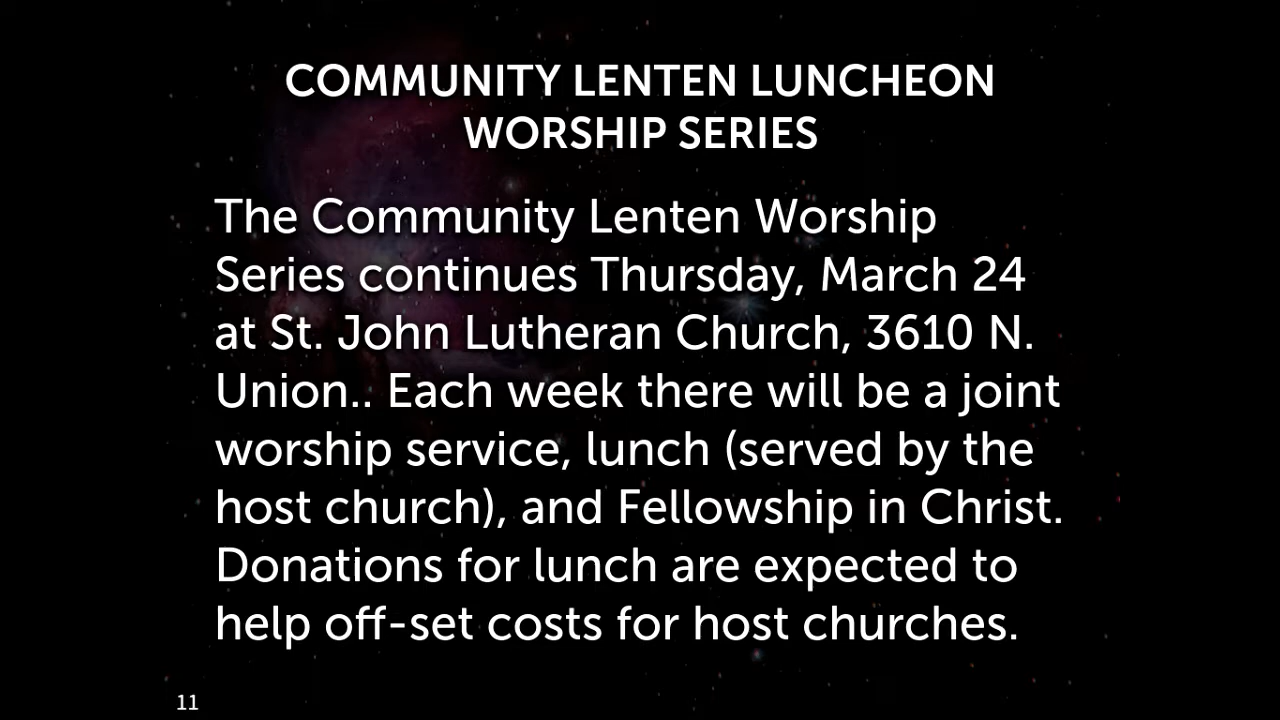 COMMUNITY LENTEN LUNCHEON
WORSHIP SERIES
The Community Lenten Worship
Series continues Thursday, March 24
at St. John Lutheran Church, 3610 N.
Union.. Each week there will be a joint
worship service, lunch (served by the
host church), and Fellowship in Christ.
Donations for lunch are expected to
help off-set costs for host churches.
11